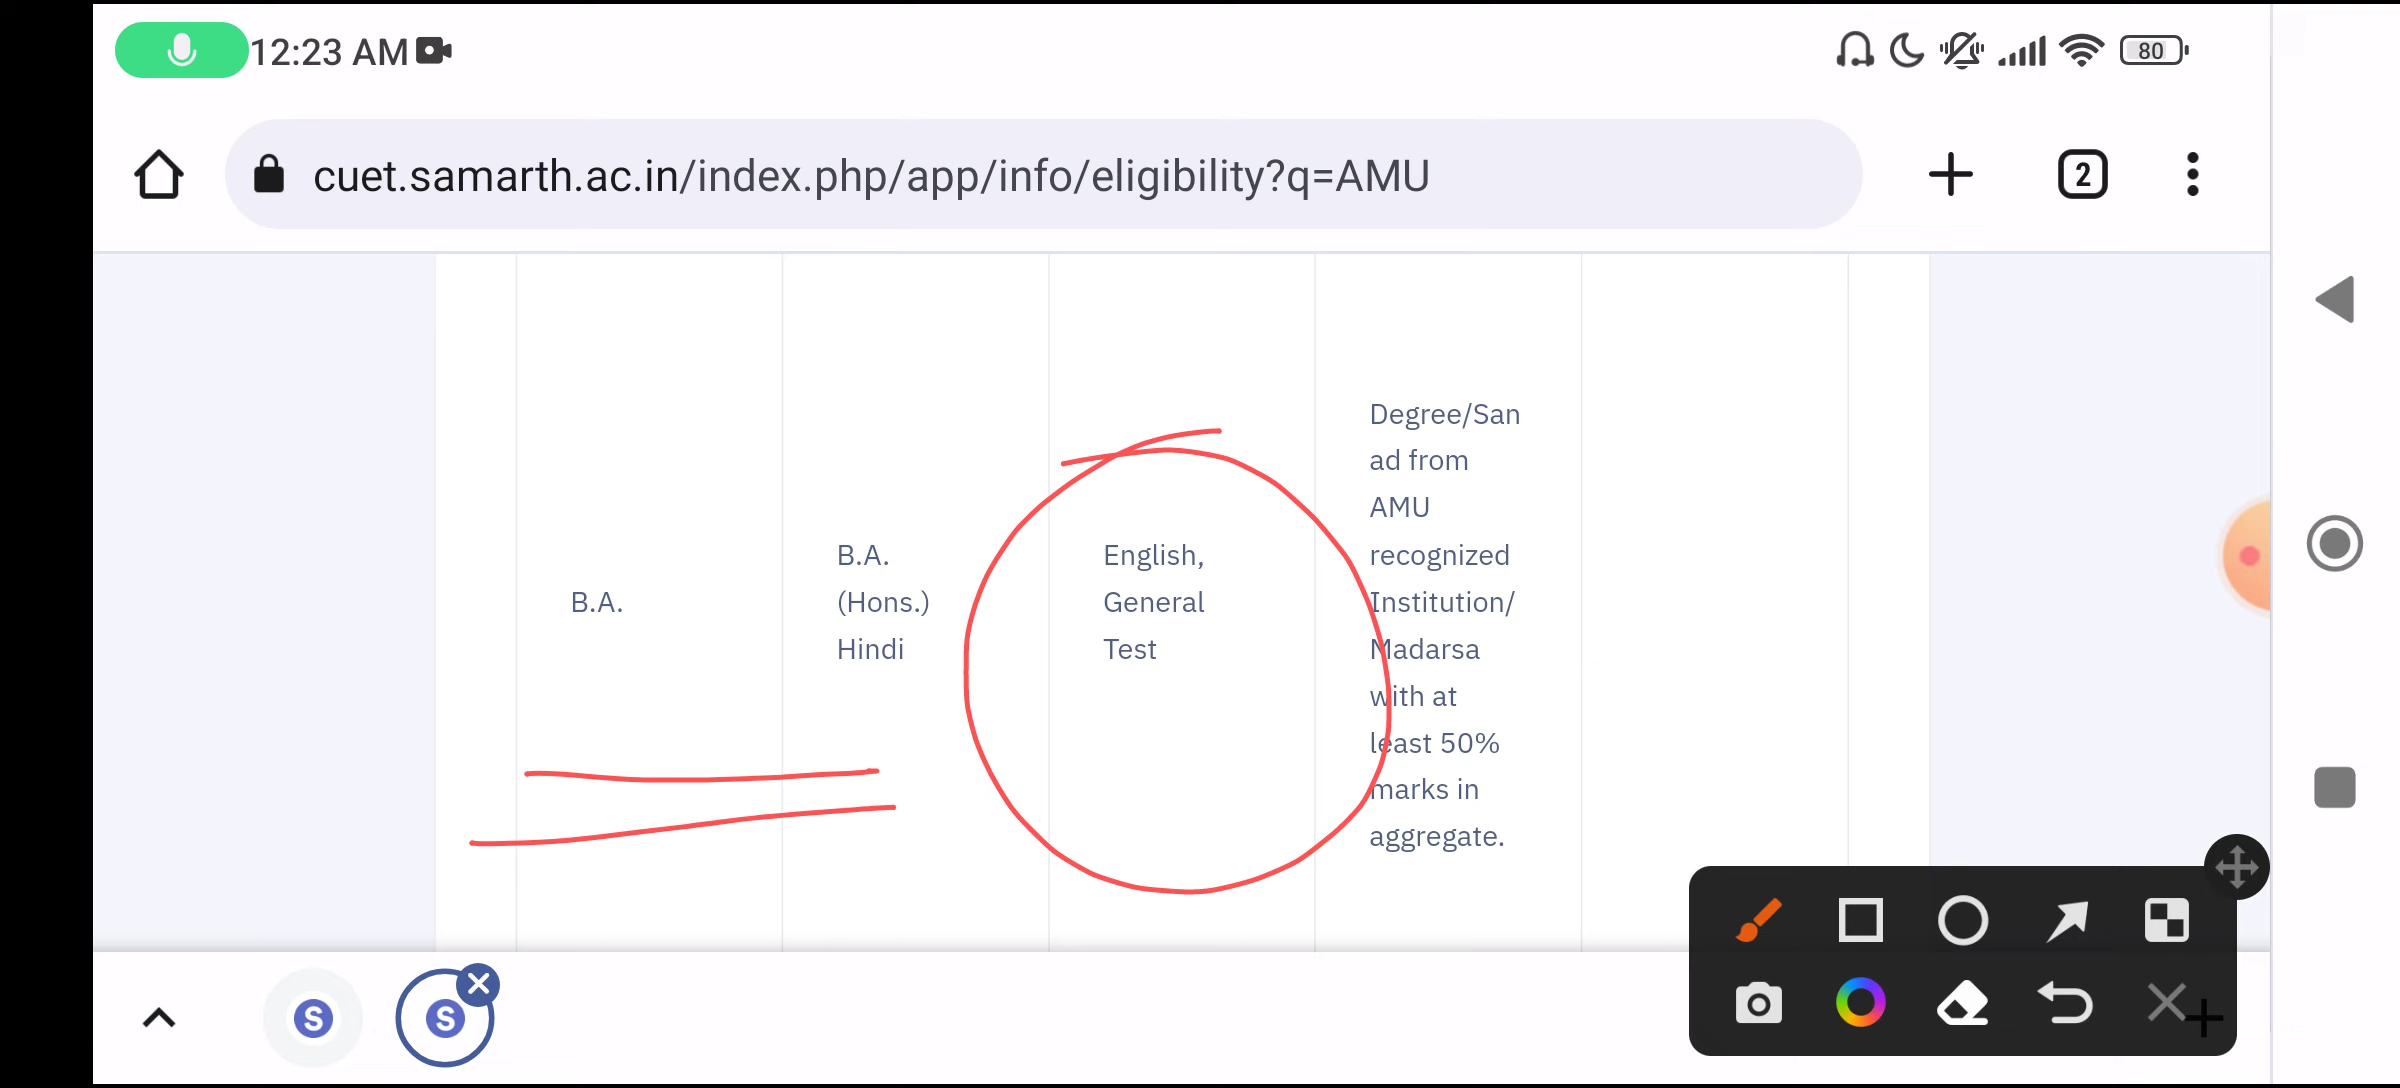 12:23 AM
80
cuet.samarth.ac.in/index.php/app/info/eligibility?q=AMU
2
B.A.
B.A.
(Hons.)
Hindi
English,
General
Test
Degree/San
ad from
AMU
recognized
Institution/
Madarsa
with at
least 50%
marks in
aggregate.
S
S